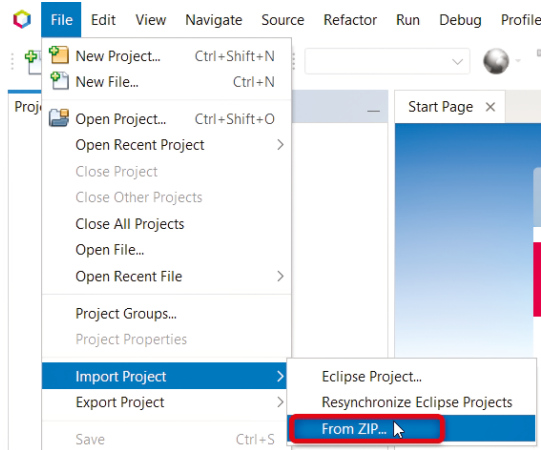 File Edit View Navigate Source Refactor Run Debug Profile
New Project... Ctrl+Shift+N
New File... Ctrl+N
Proj
Start Page
Open Project... Ctrl+Shift+O
Open Recent Project
Close Project
Close Other Projects
Close All Projects
Open File...
Open Recent File
Project Groups...
Project Properties
Import Project
Eclipse Project...
Export Project
Resynchronize Eclipse Projects
From ZIP...
Save Ctrl+S